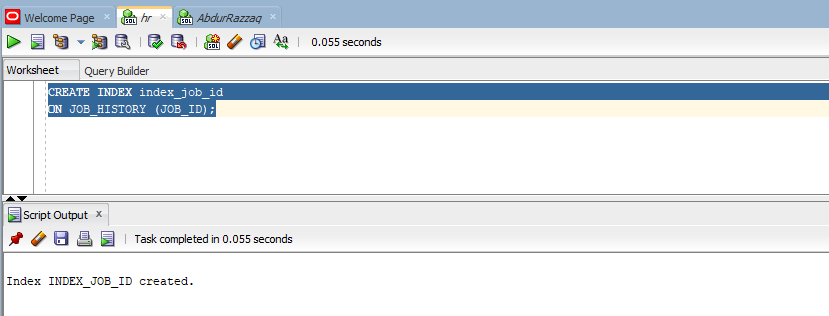 Welcome Page
hr
AbdurRazzaq
SQL
0.055 seconds
Worksheet
Query Builder
CREATE INDEX index_job_id
ON JOB_HISTORY (JOB_ID);
Script Output
Task completed in 0.055 seconds
Index INDEX_JOB_ID created.